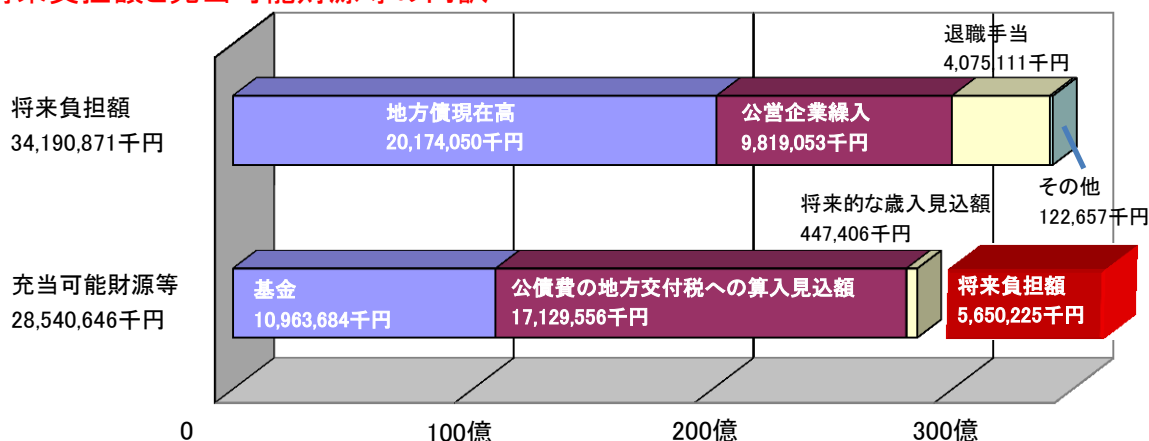 退職手当
4,075,111千円
将来負担額
34,190,871千円
地方債現在高
20,174,050千円
公営企業繰入
9,819,053千円
その他
122,657千円
将来的な歳入見込額
447,406千円
充当可能財源等
28,540,646千円
基金
10,963,684千円
公債費の地方交付税への算入見込額
17,129,556千円
将来負担額
5,650,225千円
0 100億 200億 300億